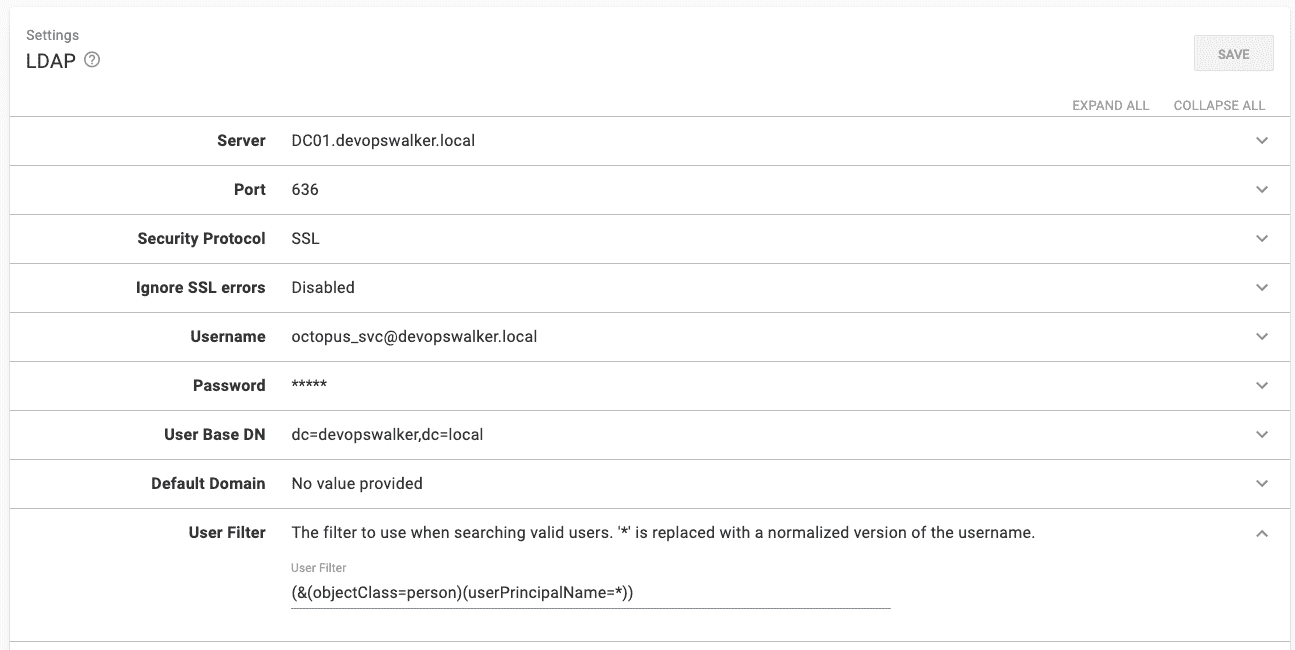 Settings
LDAP ?
SAVE
EXPAND ALL COLLAPSE ALL
Server DC01.devopswalker.local
Port 636
Security Protocol SSL
Ignore SSL errors Disabled
Username octopus_svc@devopswalker.local
Password *****
User Base DN dc=devopswalker,dc=local
Default Domain No value provided
User Filter The filter to use when searching valid users. '*' is replaced with a normalized version of the username.
User Filter
(&(objectClass=person)(userPrincipalName=*))